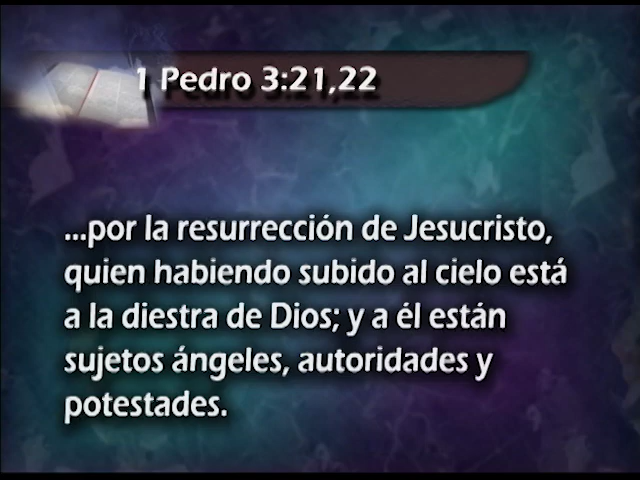 1 Pedro 3:21,22
...por la resurrección de Jesucristo,
quien habiendo subido al cielo está
a la diestra de Dios; y a él están
sujetos ángeles, autoridades y
potestades.